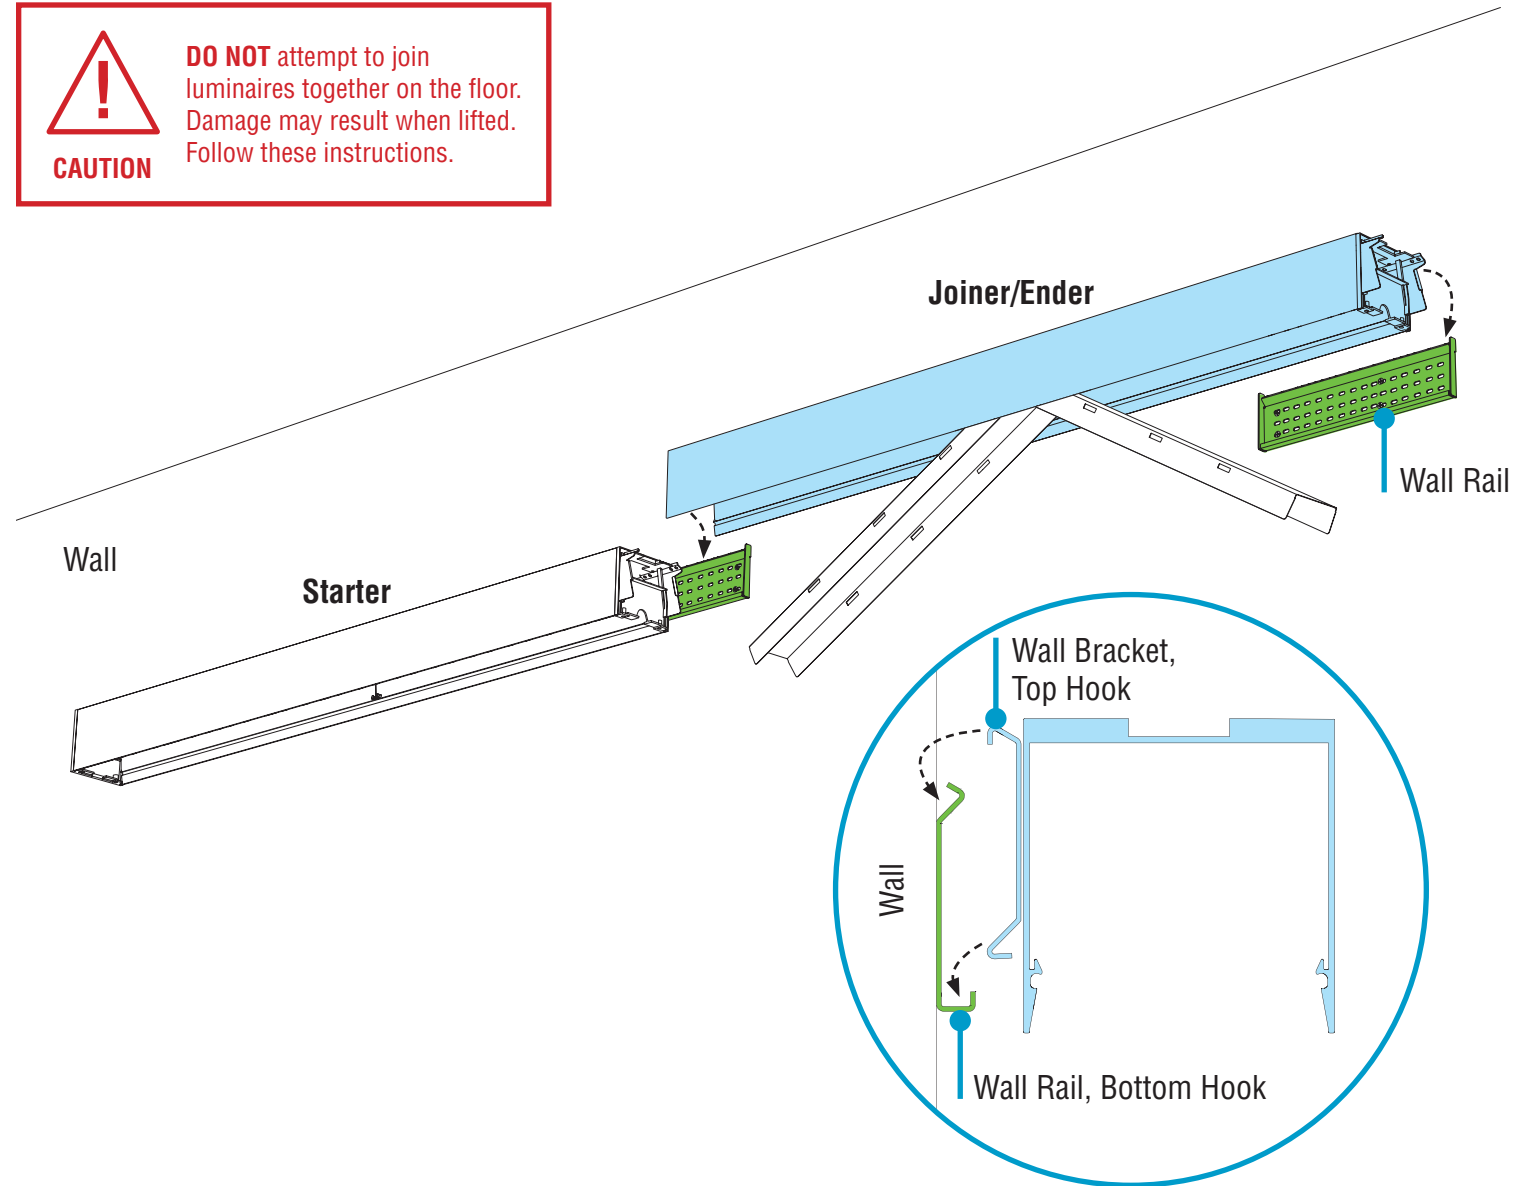 DO NOT attempt to join
luminaires together on the floor.
Damage may result when lifted.
Follow these instructions.
CAUTION
Joiner/Ender
Wall Rail
Wall
Starter
Wall Bracket,
Top Hook
Wall
Wall Rail, Bottom Hook